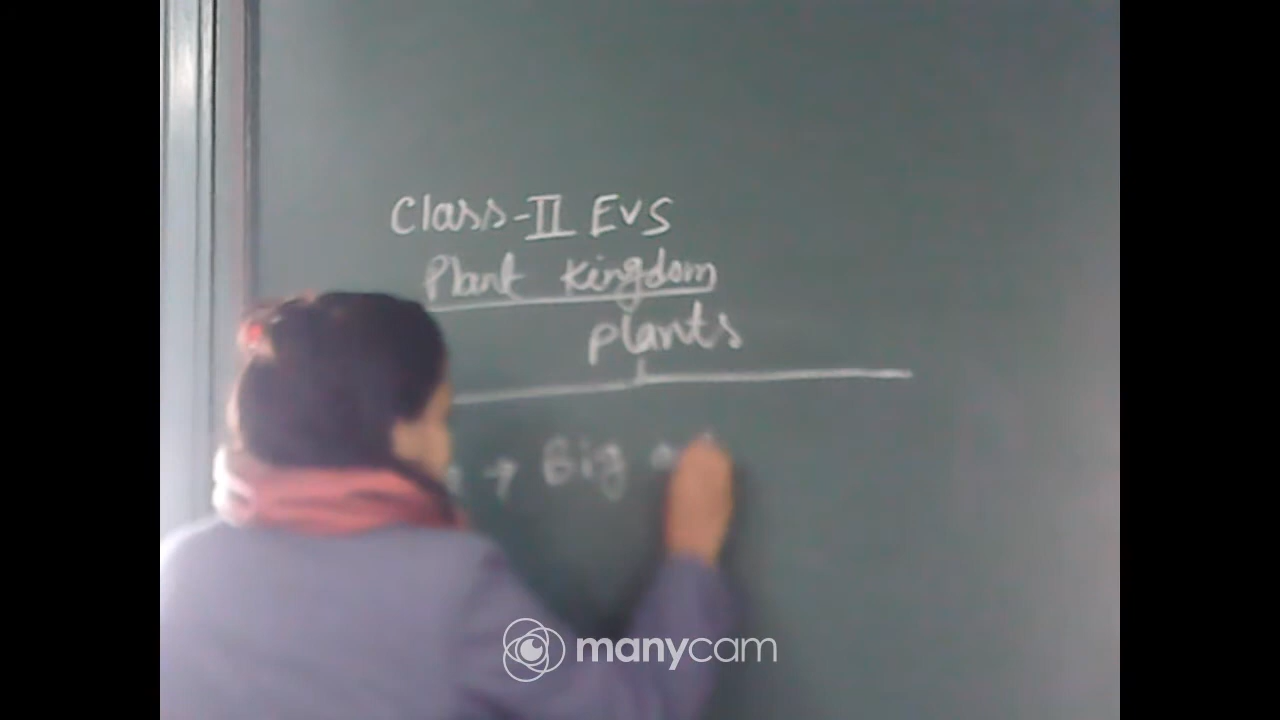 Class-II EVS
Plant Kingdom
plants
→ Big
manycam